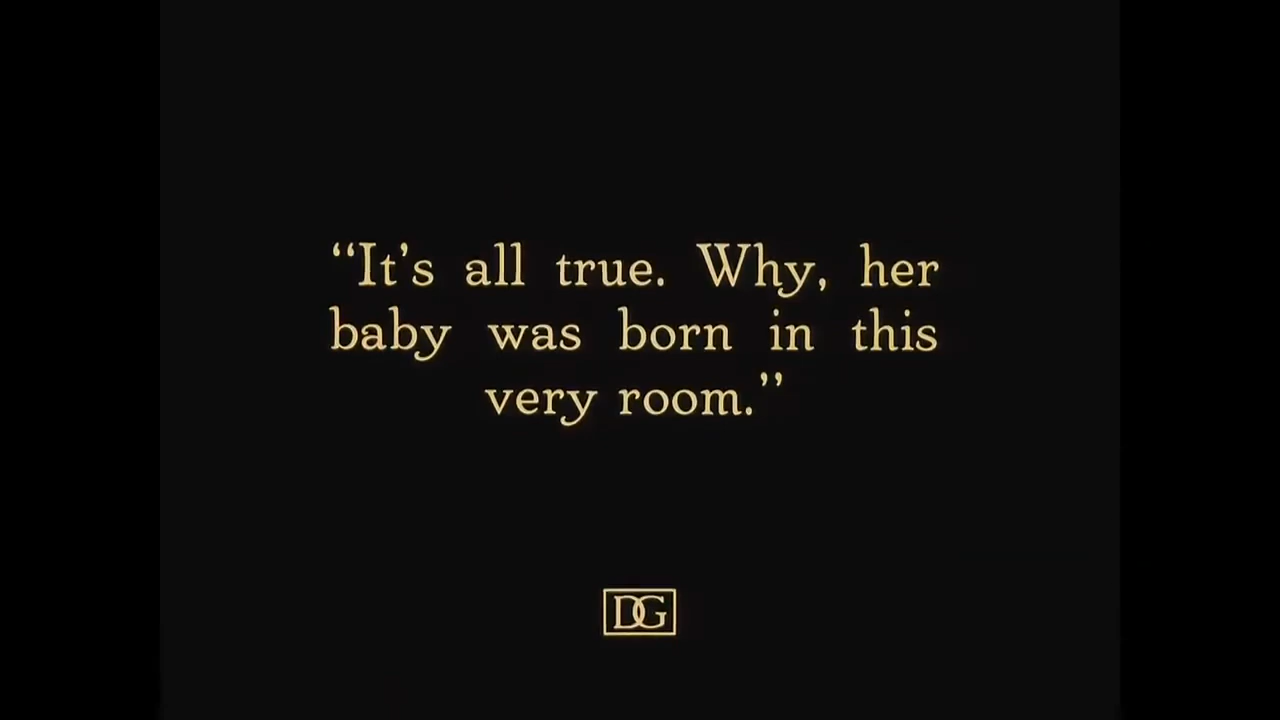 “It’s all true. Why, her
baby was born in this
very room.”
DG